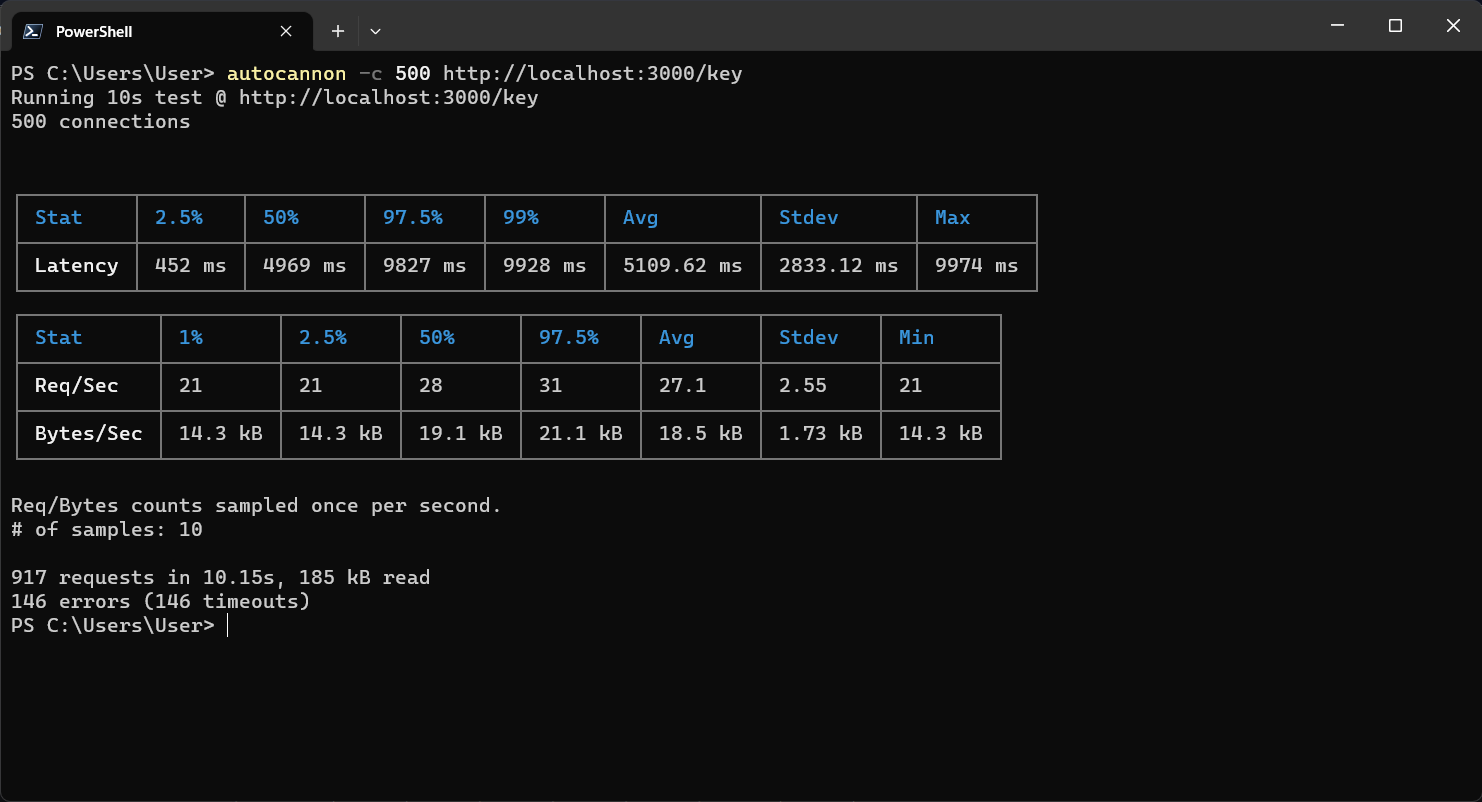 PowerShell
PS C:\Users\User> autocannon -c 500 http://localhost:3000/key
Running 10s test @ http://localhost:3000/key
500 connections
Stat 2.5% 50% 97.5% 99% Avg Stdev Max
Latency 452 ms 4969 ms 9827 ms 9928 ms 5109.62 ms 2833.12 ms 9974 ms
Stat 1% 2.5% 50% 97.5% Avg Stdev Min
Req/Sec 21 21 28 31 27.1 2.55 21
Bytes/Sec 14.3 kB 14.3 kB 19.1 kB 21.1 kB 18.5 kB 1.73 kB 14.3 kB
Req/Bytes counts sampled once per second.
# of samples: 10
917 requests in 10.15s, 185 kB read
146 errors (146 timeouts)
PS C:\Users\User>